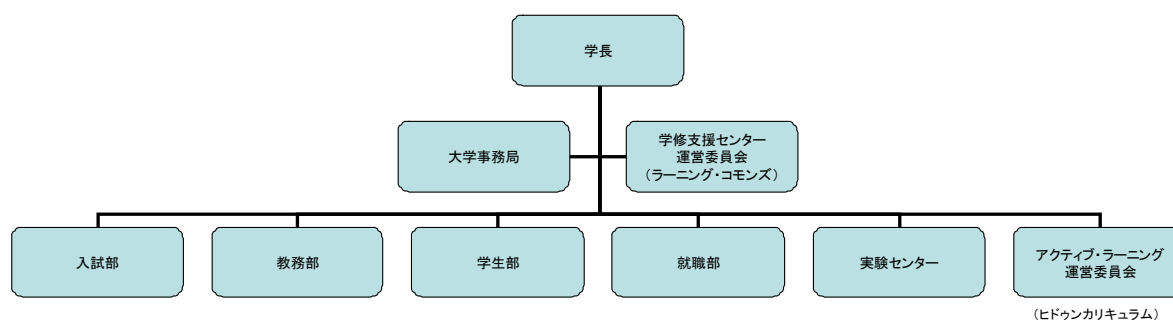 学長
大学事務局
学修支援センター
運営委員会
（ラーニング・コモンズ）
入試部
教務部
学生部
就職部
実験センター
アクティブ・ラーニング
運営委員会
（ヒドゥンカリキュラム）